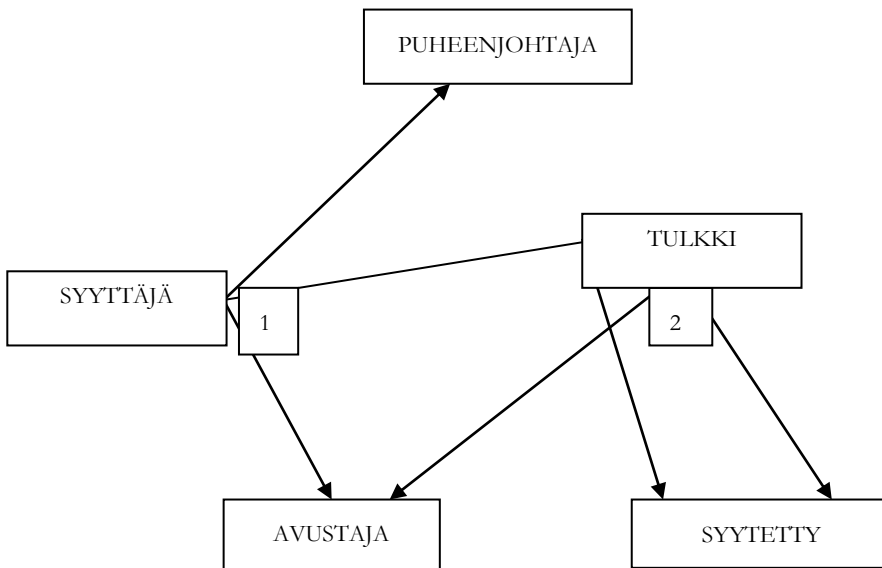 PUHEENJOHTAJA
TULKKI
SYYTTÄJÄ
1
2
AVUSTAJA
SYYTETTY